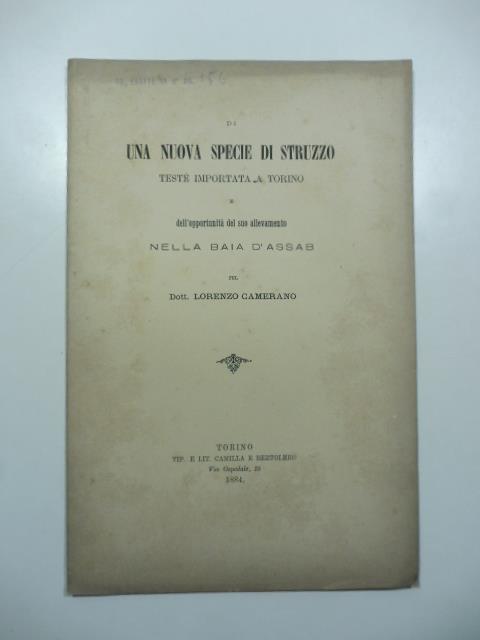 DI
UNA NUOVA SPECIE DI STRUZZO
TESTÈ IMPORTATA A TORINO
E
dell'opportunità del suo allevamento
NELLA BAIA D'ASSAB
PEL
Dott. LORENZO CAMERANO
TORINO
TIP. E LIT. CAMILLA E BERTOLERO
Via Ospedale,
1884.